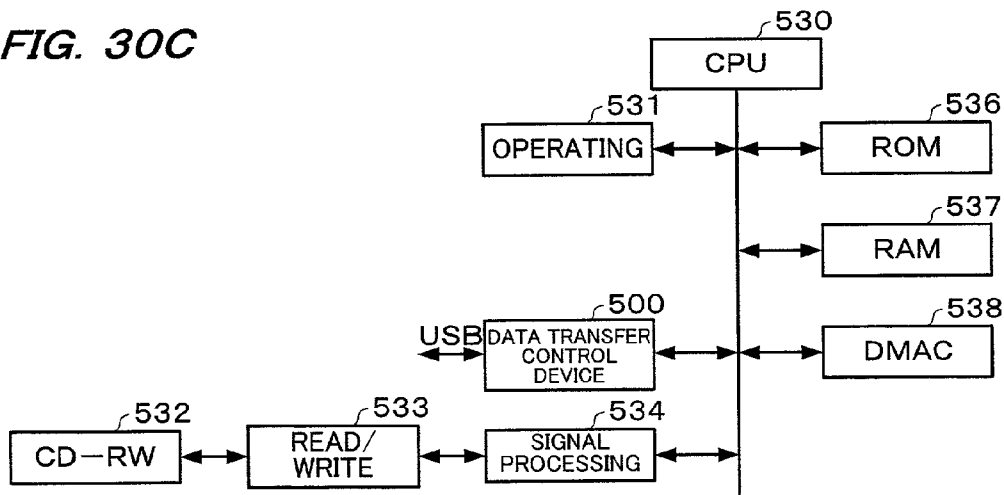 FIG. 30C
530
CPU
531
OPERATING
536
ROM
537
RAM
500
USB
DATA TRANSFER
CONTROL
DEVICE
538
DMAC
532
CD-RW
533
READ/
WRITE
534
SIGNAL
PROCESSING